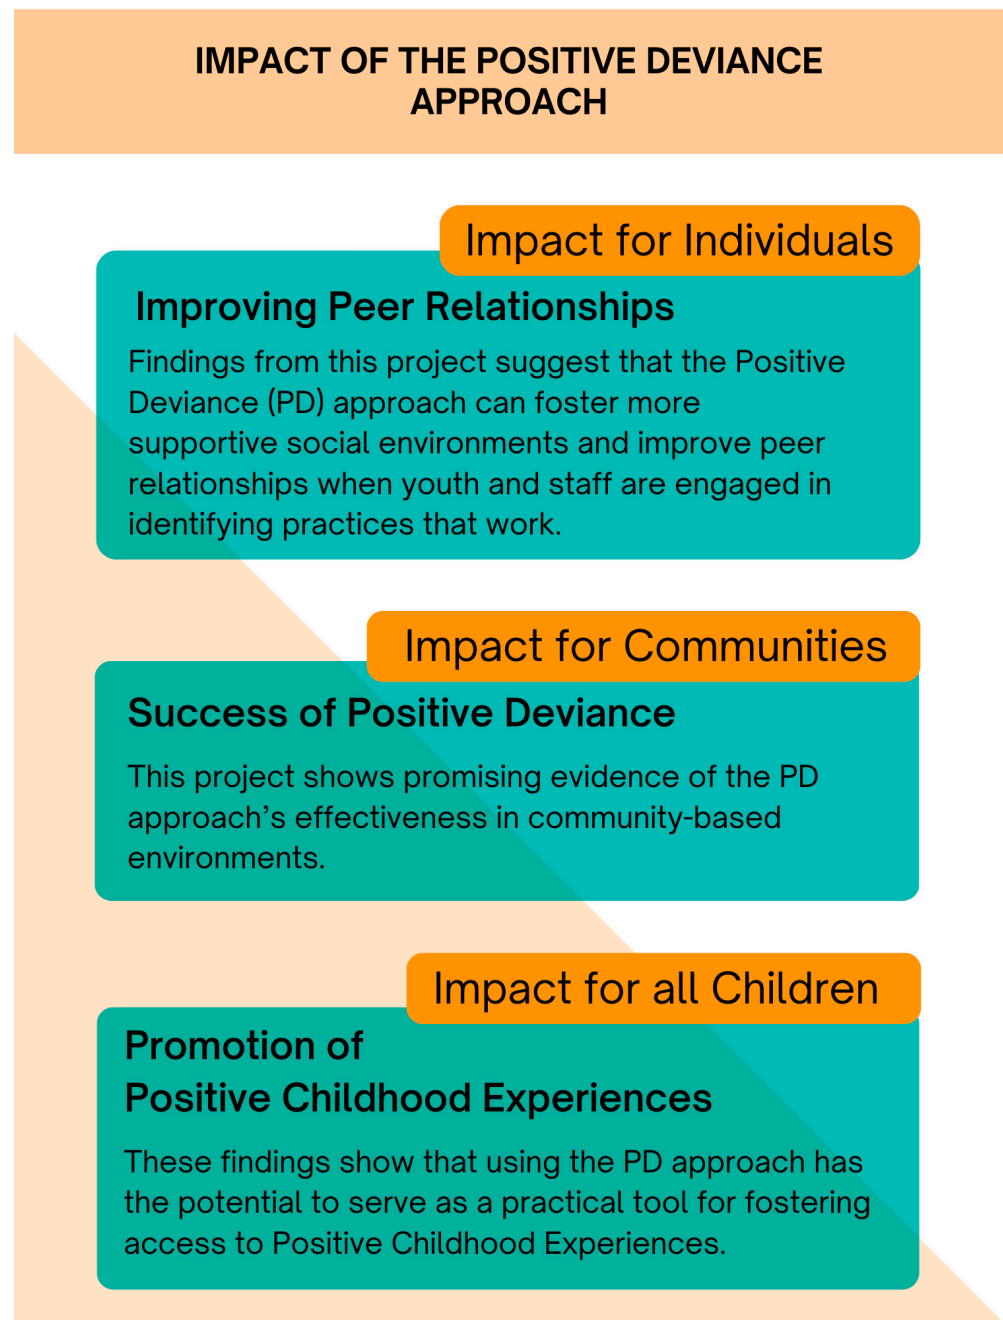 IMPACT OF THE POSITIVE DEVIANCE
APPROACH
Impact for Individuals
Improving Peer Relationships
Findings from this project suggest that the Positive
Deviance (PD) approach can foster more
supportive social environments and improve peer
relationships when youth and staff are engaged in
identifying practices that work.
Impact for Communities
Success of Positive Deviance
This project shows promising evidence of the PD
approach’s effectiveness in community-based
environments.
Impact for all Children
Promotion of
Positive Childhood Experiences
These findings show that using the PD approach has
the potential to serve as a practical tool for fostering
access to Positive Childhood Experiences.